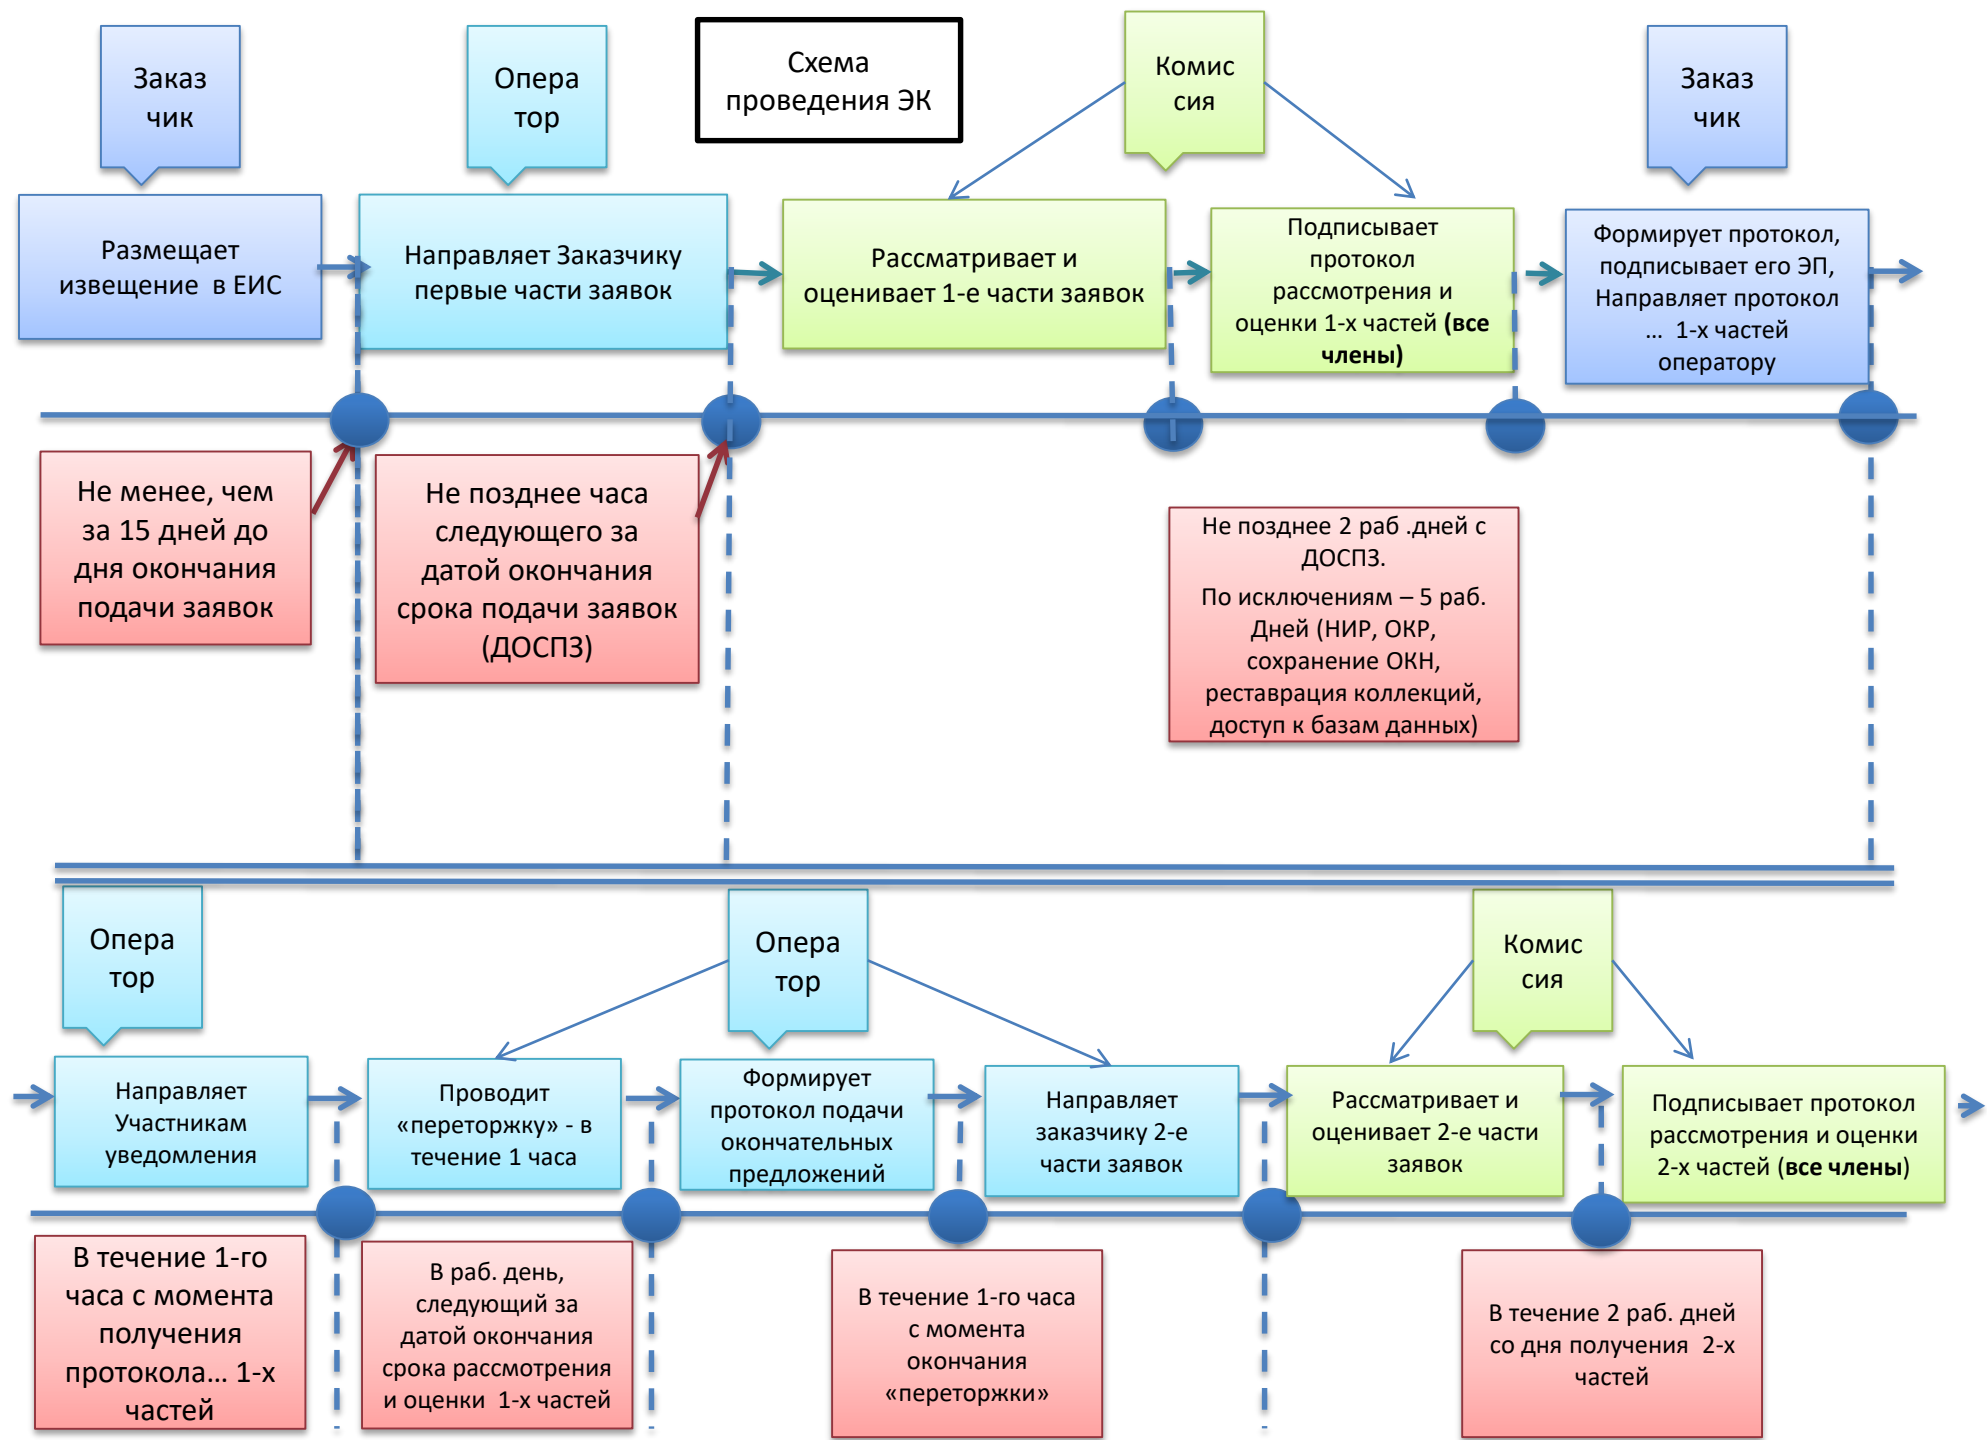 Заказ
чик
Опера
тор
Схема
проведения ЭК
Комис
сия
Заказ
чик
Размещает
извещение в ЕИС
Направляет Заказчику
первые части заявок
Рассматривает и
оценивает 1-е части заявок
Подписывает
протокол
рассмотрения и
оценки 1-х частей (все
члены)
Формирует протокол,
подписывает его ЭП,
Направляет протокол
... 1-х частей
оператору
Не менее, чем
за 15 дней до
дня окончания
подачи заявок
Не позднее часа
следующего за
датой окончания
срока подачи заявок
(ДОСПЗ)
Не позднее 2 раб .дней с
ДОСПЗ.
По исключениям – 5 раб.
Дней (НИР, ОКР,
сохранение ОКН,
реставрация коллекций,
доступ к базам данных)
Опера
тор
Опера
тор
Комис
сия
Направляет
Участникам
уведомления
Проводит
«переторжку» - в
течение 1 часа
Формирует
протокол подачи
окончательных
предложений
Направляет
заказчику 2-е
части заявок
Рассматривает и
оценивает 2-е части
заявок
Подписывает протокол
рассмотрения и оценки
2-х частей (все члены)
В течение 1-го
часа с момента
получения
протокола... 1-х
частей
В раб. день,
следующий за
датой окончания
срока рассмотрения
и оценки 1-х частей
В течение 1-го часа
с момента
окончания
«переторжки»
В течение 2 раб. дней
со дня получения 2-х
частей